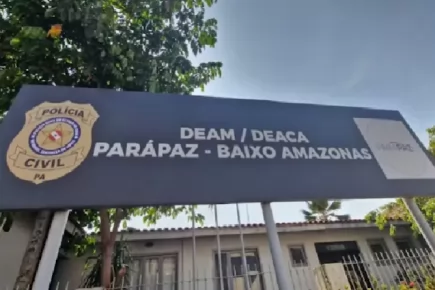 POLÍCIA
CIVIL
PA
DEAM / DEACA
PARÁPAZ - BAIXO AMAZONAS